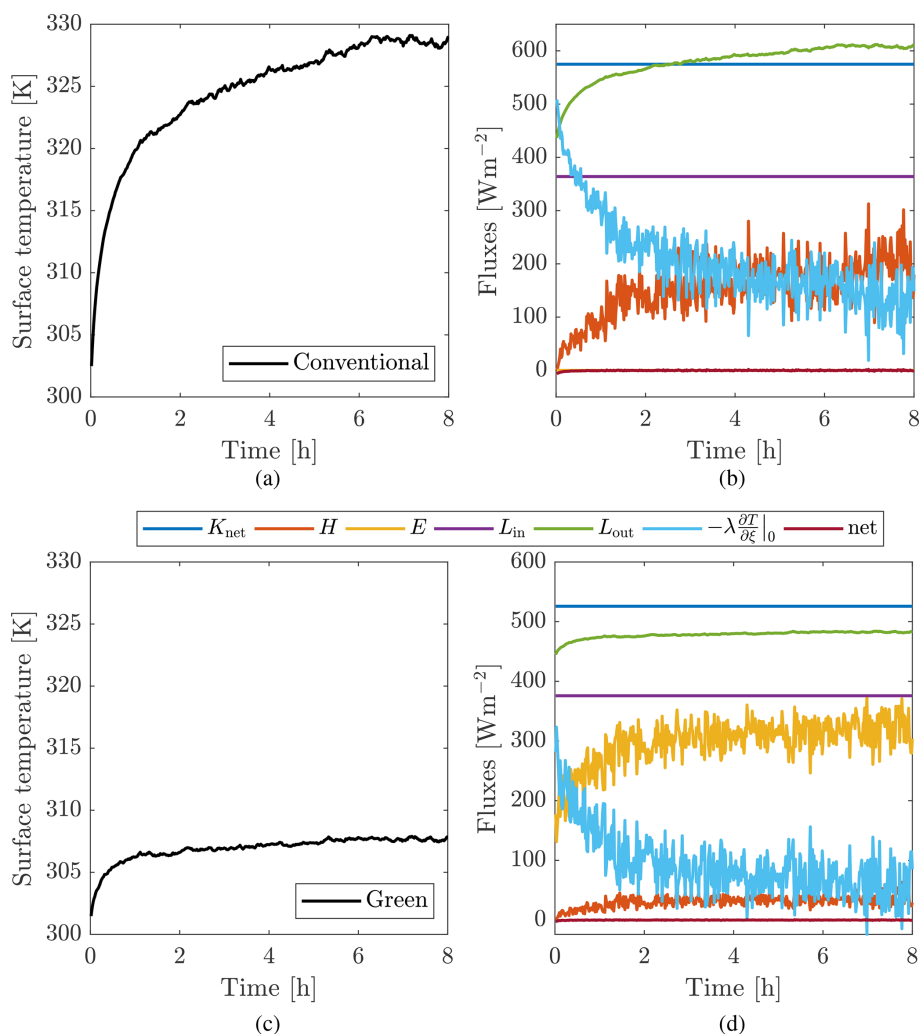 330
325
320
315
310
305
300
Surface temperature [K]
Conventional
0 2 4 6 8
Time [h]
(a)
600
500
400
300
200
100
0
Fluxes [Wm⁻²]
0 2 4 6 8
Time [h]
(b)
K_net H E L_in L_out −λ ∂T/∂ξ|₀ net
330
325
320
315
310
305
300
Surface temperature [K]
Green
0 2 4 6 8
Time [h]
(c)
600
500
400
300
200
100
0
Fluxes [Wm⁻²]
0 2 4 6 8
Time [h]
(d)